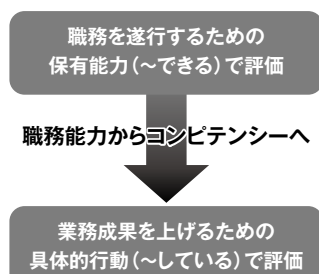 職務を遂行するための
保有能力（～できる）で評価
職務能力からコンピテンシーへ
業務成果を上げるための
具体的行動（～している）で評価